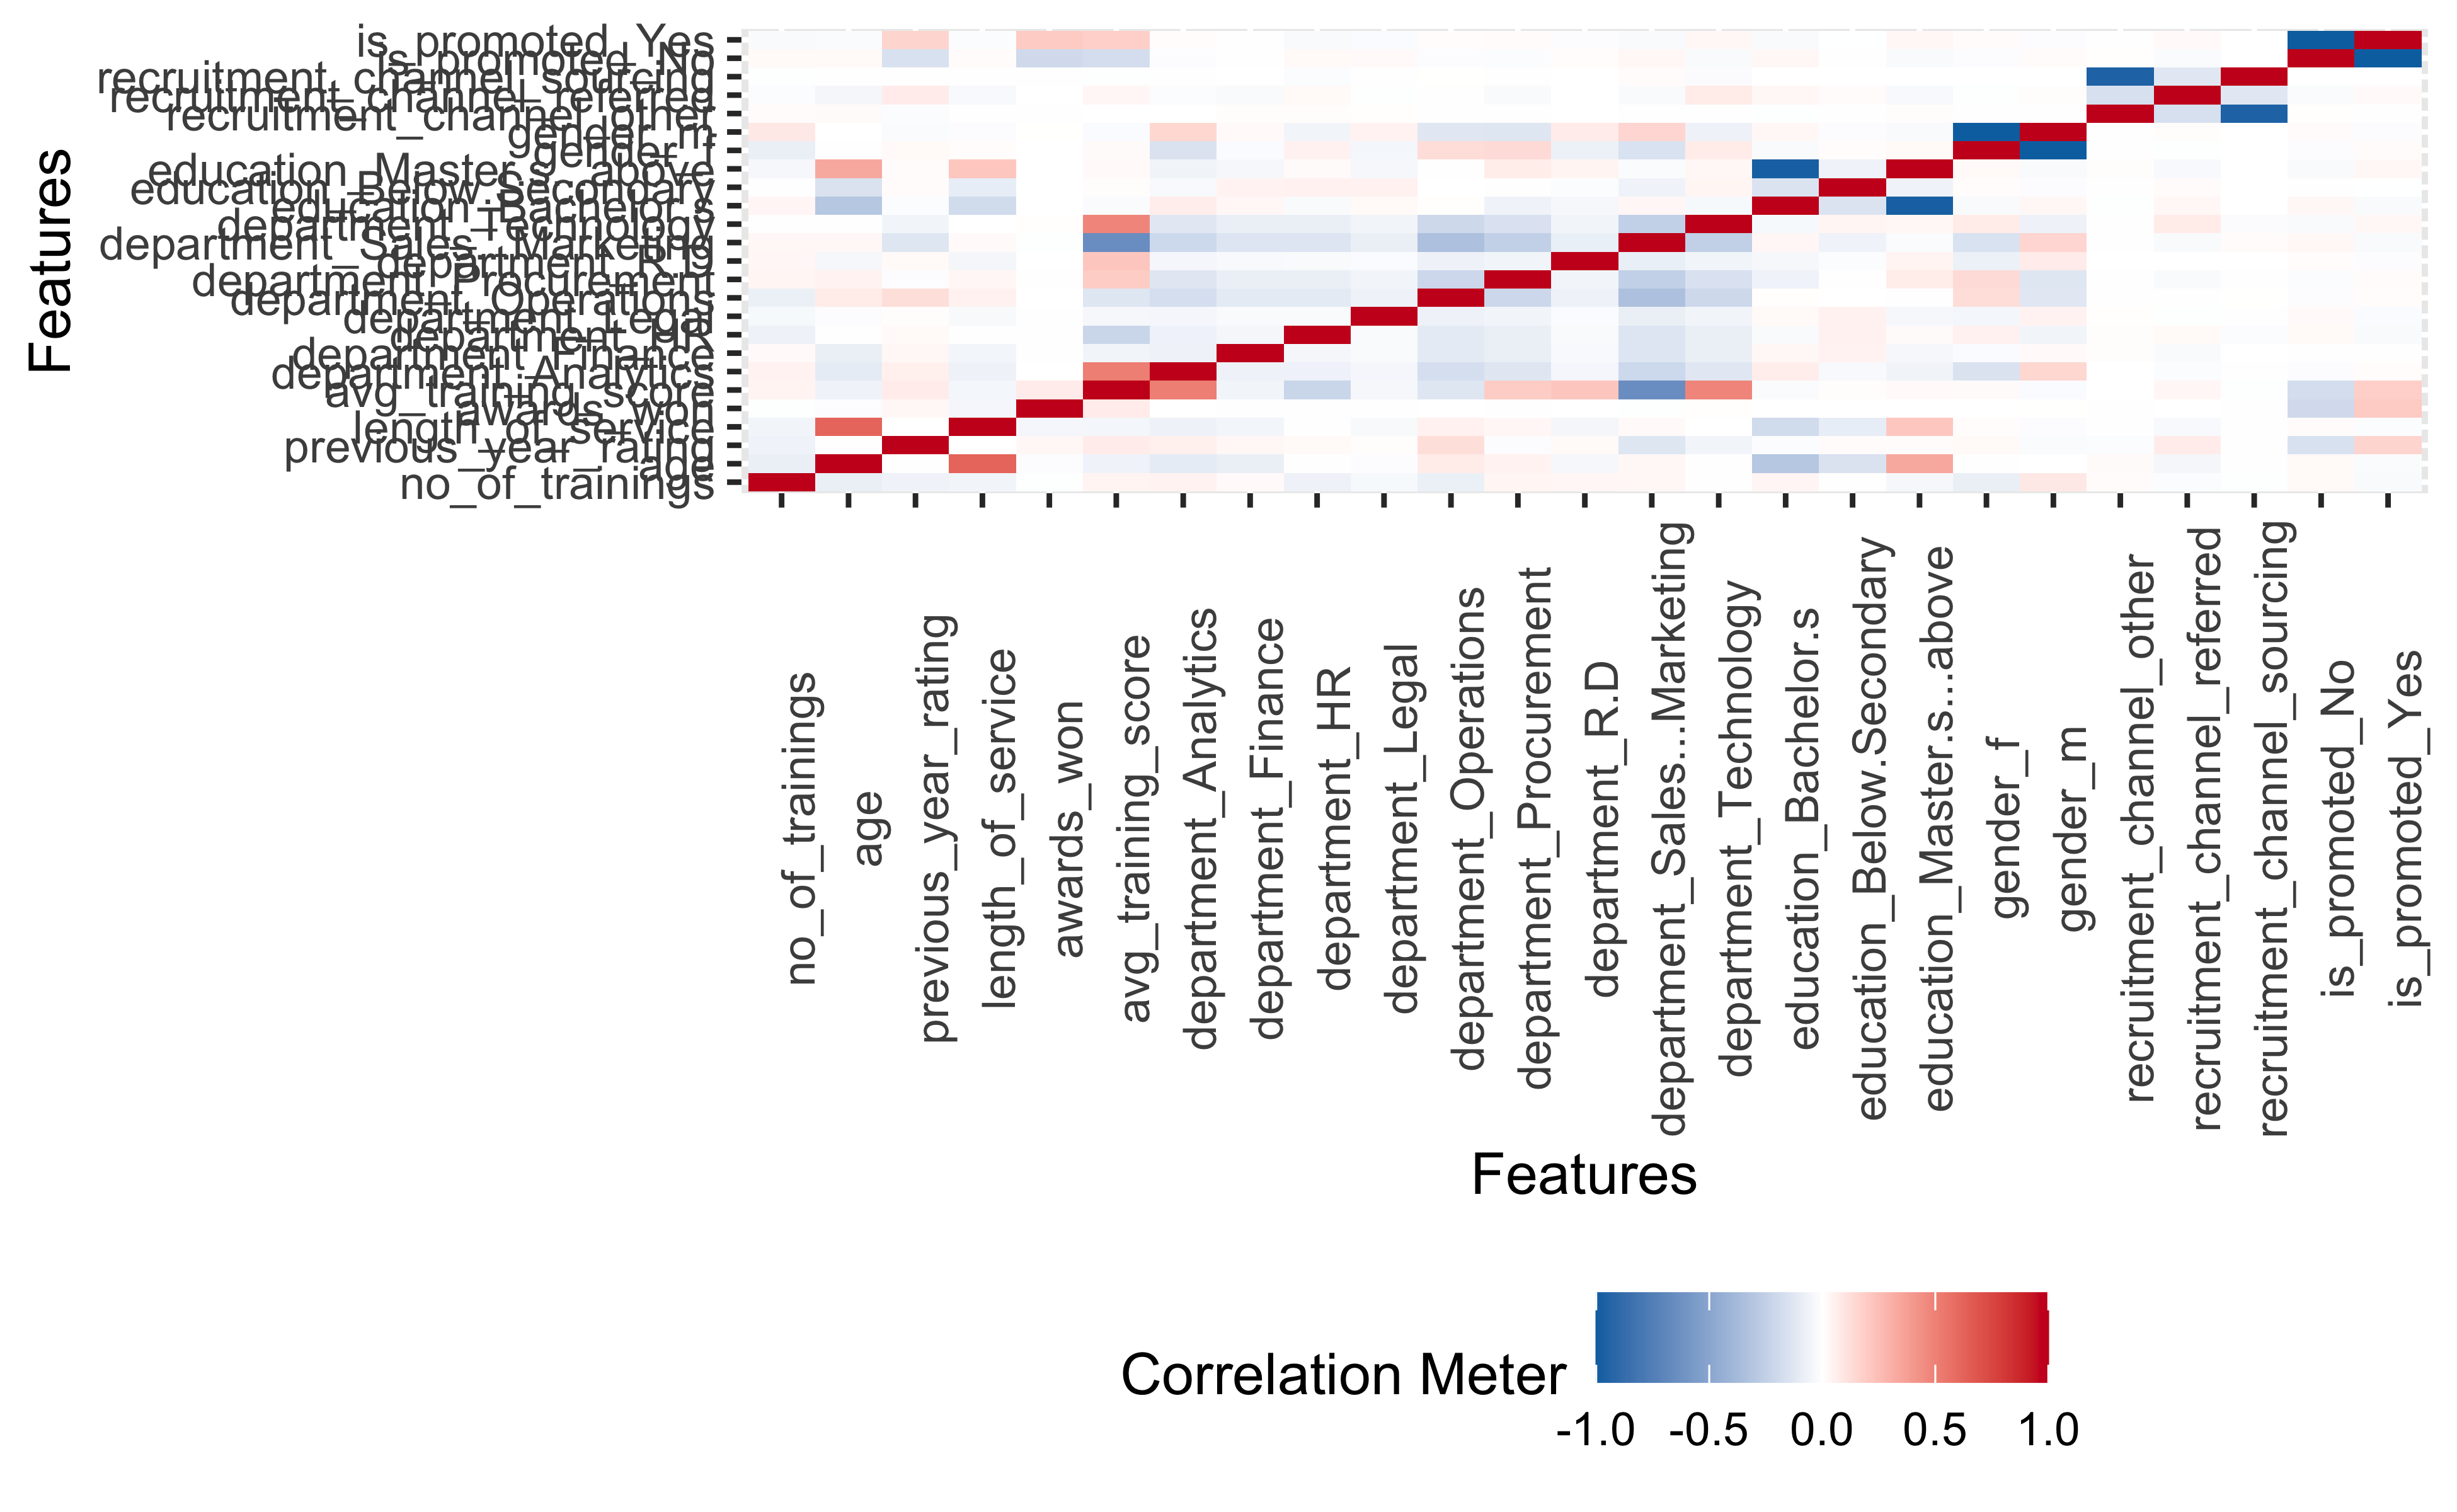 Features
is_promoted_Yes
is_promoted_No
recruitment_channel_sourcing
recruitment_channel_referred
recruitment_channel_other
gender_m
gender_f
education_Master.s...above
education_Below.Secondary
education_Bachelor.s
department_Technology
department_Sales...Marketing
department_R.D
department_Procurement
department_Operations
department_Legal
department_HR
department_Finance
department_Analytics
avg_training_score
awards_won
length_of_service
previous_year_rating
age
no_of_trainings
no_of_trainings
age
previous_year_rating
length_of_service
awards_won
avg_training_score
department_Analytics
department_Finance
department_HR
department_Legal
department_Operations
department_Procurement
department_R.D
department_Sales...Marketing
department_Technology
education_Bachelor.s
education_Below.Secondary
education_Master.s...above
gender_f
gender_m
recruitment_channel_other
recruitment_channel_referred
recruitment_channel_sourcing
is_promoted_No
is_promoted_Yes
Features
Correlation Meter
-1.0 -0.5 0.0 0.5 1.0